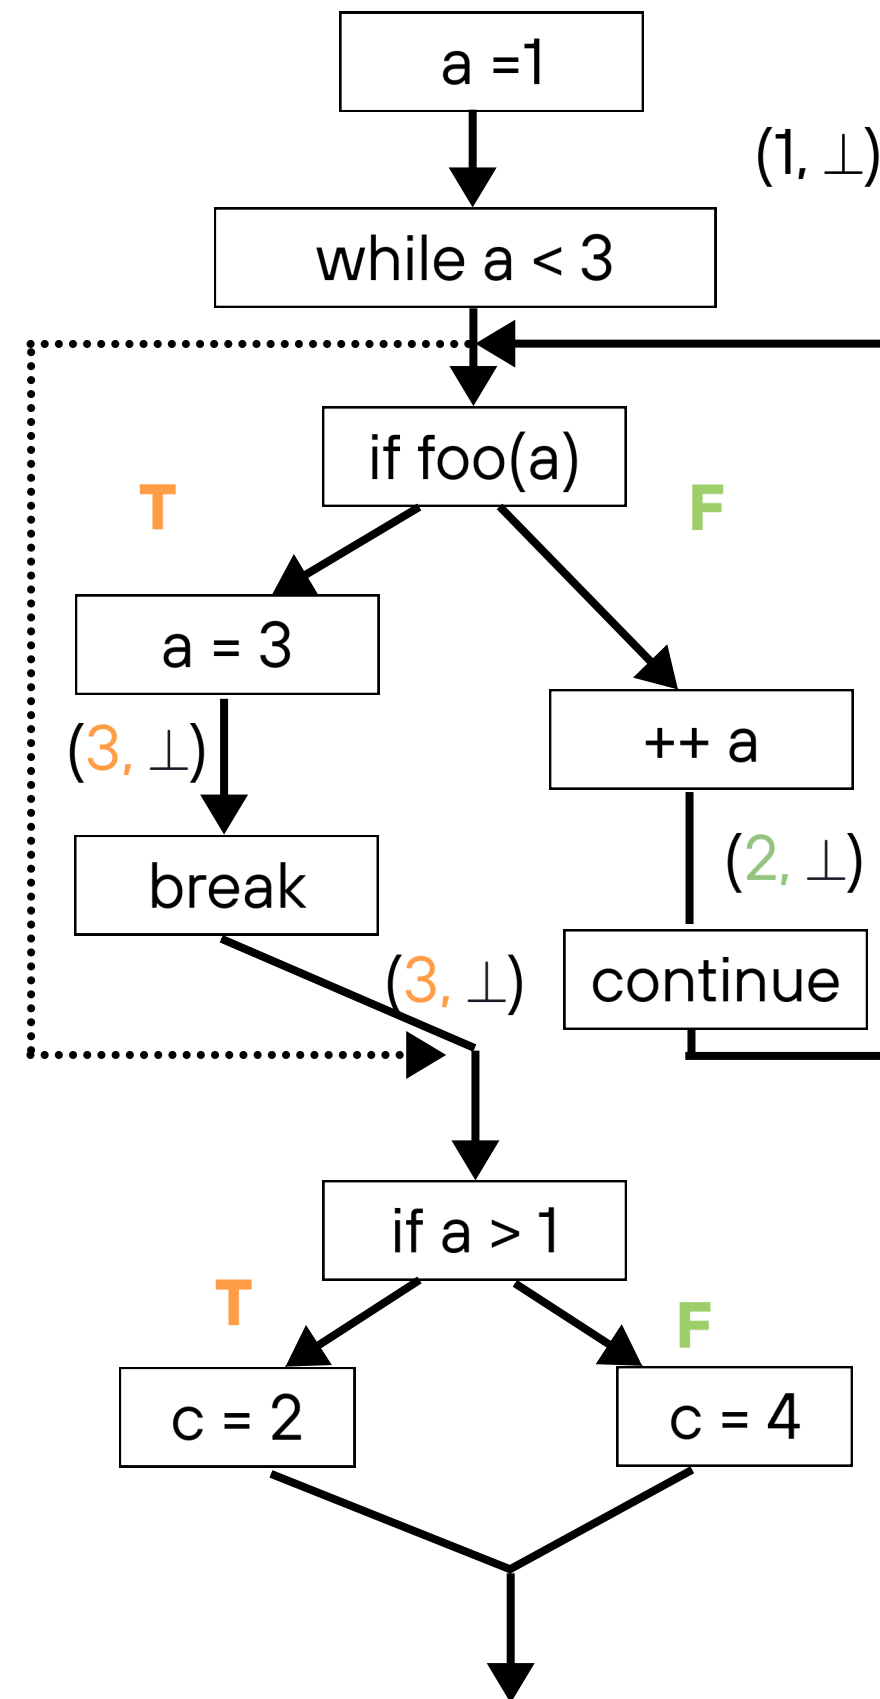 a =1
(1, ⊥)
while a < 3
if foo(a)
T
F
a = 3
++ a
(3, ⊥)
(2, ⊥)
break
(3, ⊥)
continue
if a > 1
T
F
c = 2
c = 4